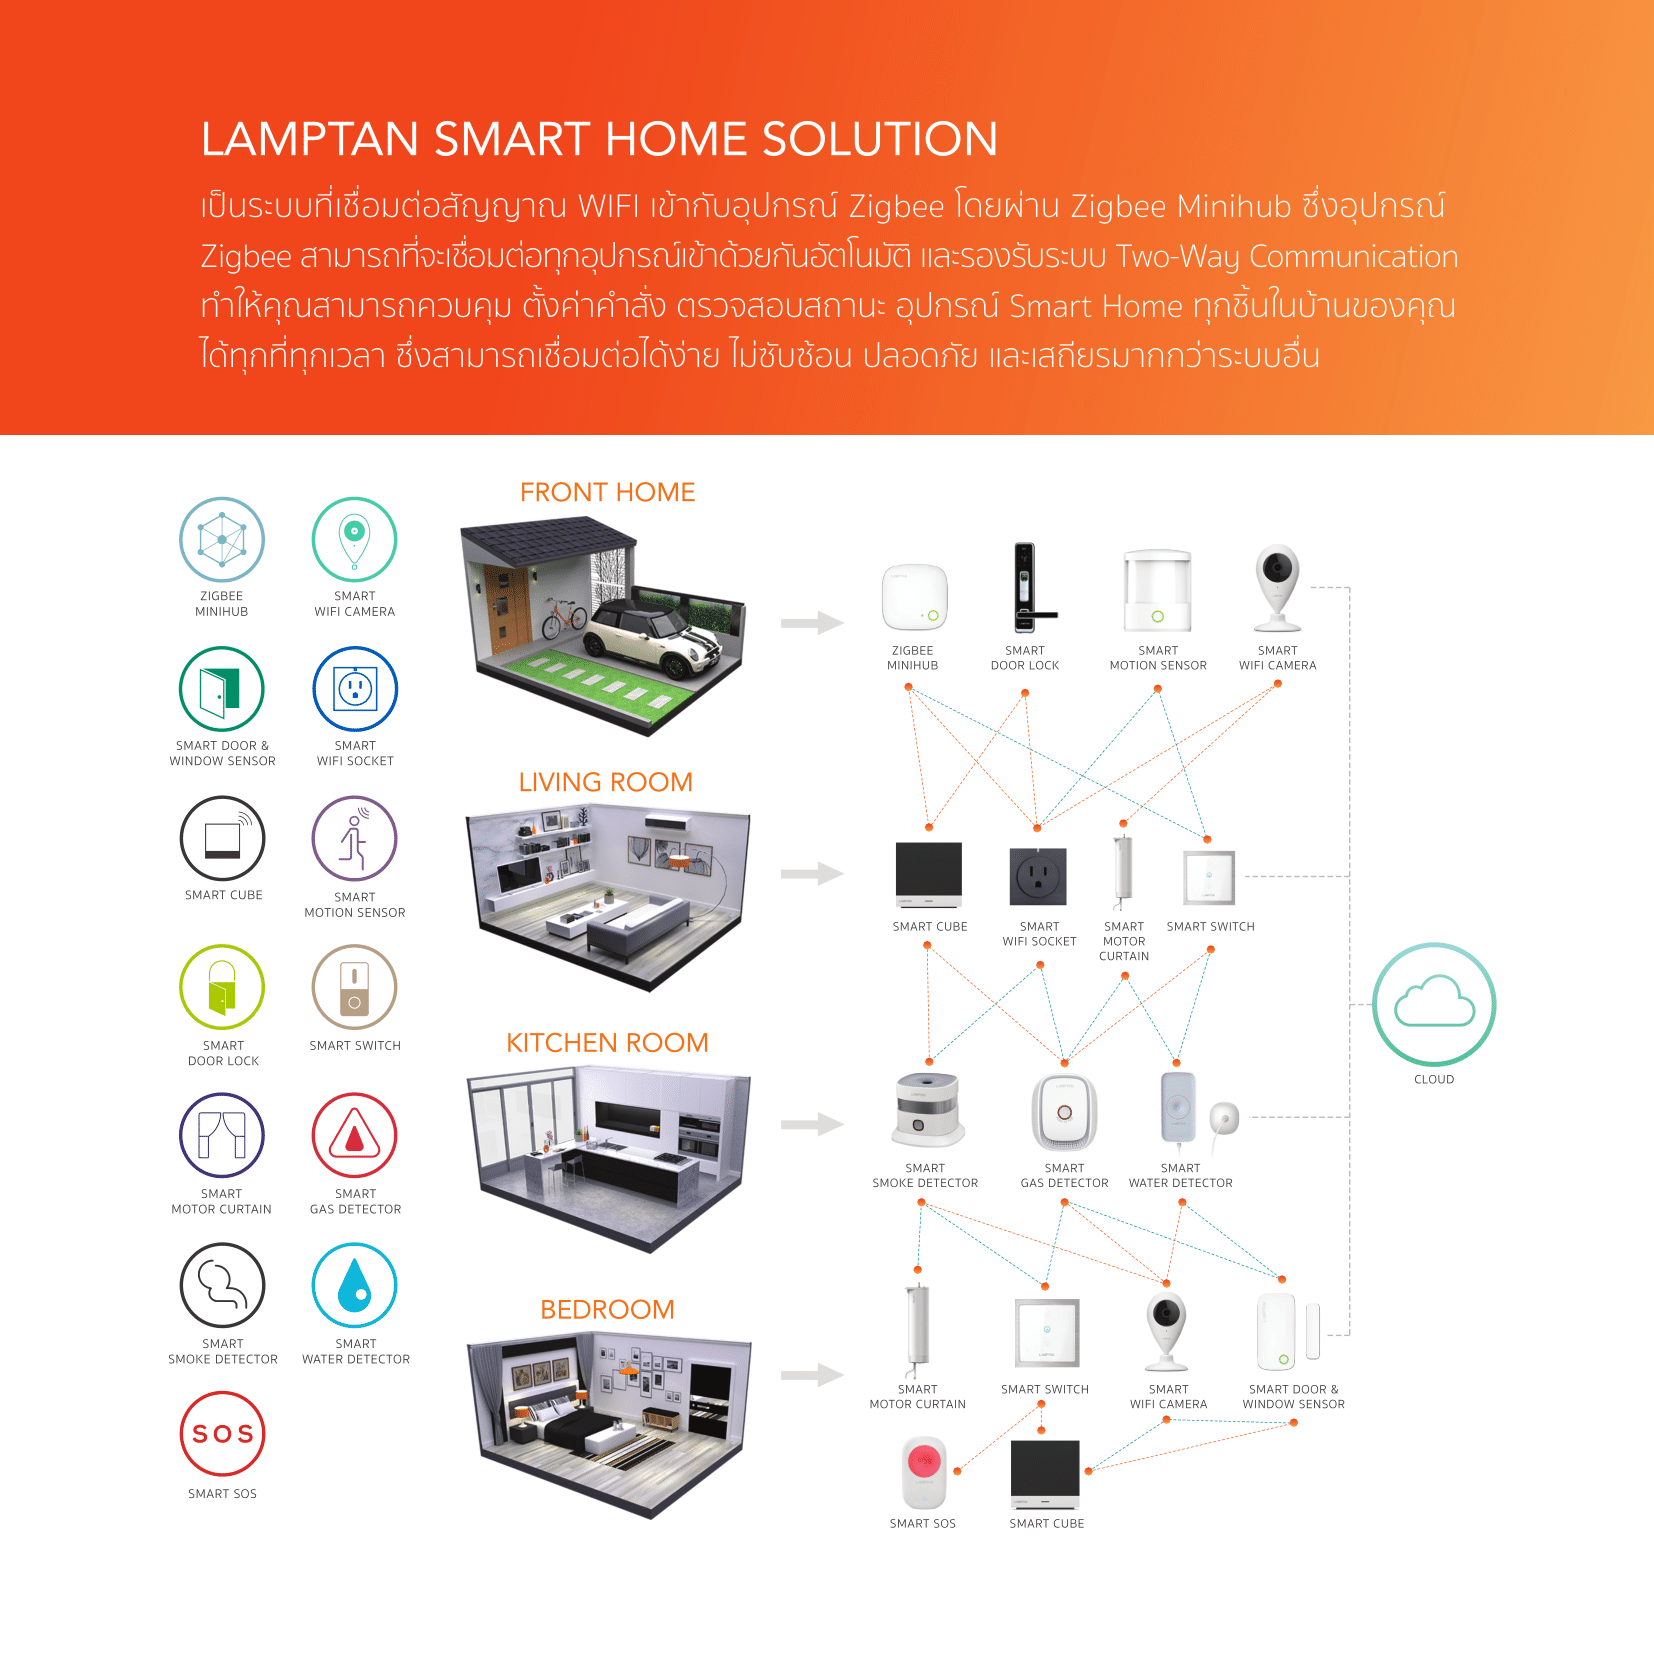 LAMPTAN SMART HOME SOLUTION
เป็นระบบที่เชื่อมต่อสัญญาณ WIFI เข้ากับอุปกรณ์ Zigbee โดยผ่าน Zigbee Minihub ซึ่งอุปกรณ์
Zigbee สามารถที่จะเชื่อมต่อทุกอุปกรณ์เข้าด้วยกันอัตโนมัติ และรองรับระบบ Two-Way Communication
ทำให้คุณสามารถควบคุม ตั้งค่าคำสั่ง ตรวจสอบสถานะ อุปกรณ์ Smart Home ทุกชิ้นในบ้านของคุณ
ได้ทุกที่ทุกเวลา ซึ่งสามารถเชื่อมต่อได้ง่าย ไม่ซับซ้อน ปลอดภัย และเสถียรมากกว่าระบบอื่น
ZIGBEE
MINIHUB
SMART
WIFI CAMERA
SMART DOOR &
WINDOW SENSOR
SMART
WIFI SOCKET
SMART CUBE
SMART
MOTION SENSOR
SMART
DOOR LOCK
SMART SWITCH
SMART
MOTOR CURTAIN
SMART
GAS DETECTOR
SMART
SMOKE DETECTOR
SMART
WATER DETECTOR
SOS
SMART SOS
FRONT HOME
ZIGBEE
MINIHUB
SMART
DOOR LOCK
SMART
MOTION SENSOR
SMART
WIFI CAMERA
LIVING ROOM
SMART CUBE
SMART
WIFI SOCKET
SMART
MOTOR
CURTAIN
SMART SWITCH
KITCHEN ROOM
SMART
SMOKE DETECTOR
SMART
GAS DETECTOR
SMART
WATER DETECTOR
CLOUD
BEDROOM
SMART
MOTOR CURTAIN
SMART SWITCH
SMART
WIFI CAMERA
SMART DOOR &
WINDOW SENSOR
SMART SOS
SMART CUBE